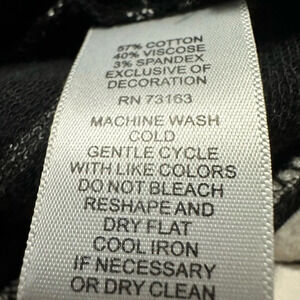 57% COTTON
40% VISCOSE
3% SPANDEX
EXCLUSIVE OF
DECORATION
RN 73163
MACHINE WASH
COLD
GENTLE CYCLE
WITH LIKE COLORS
DO NOT BLEACH
RESHAPE AND
DRY FLAT
COOL IRON
IF NECESSARY
OR DRY CLEAN